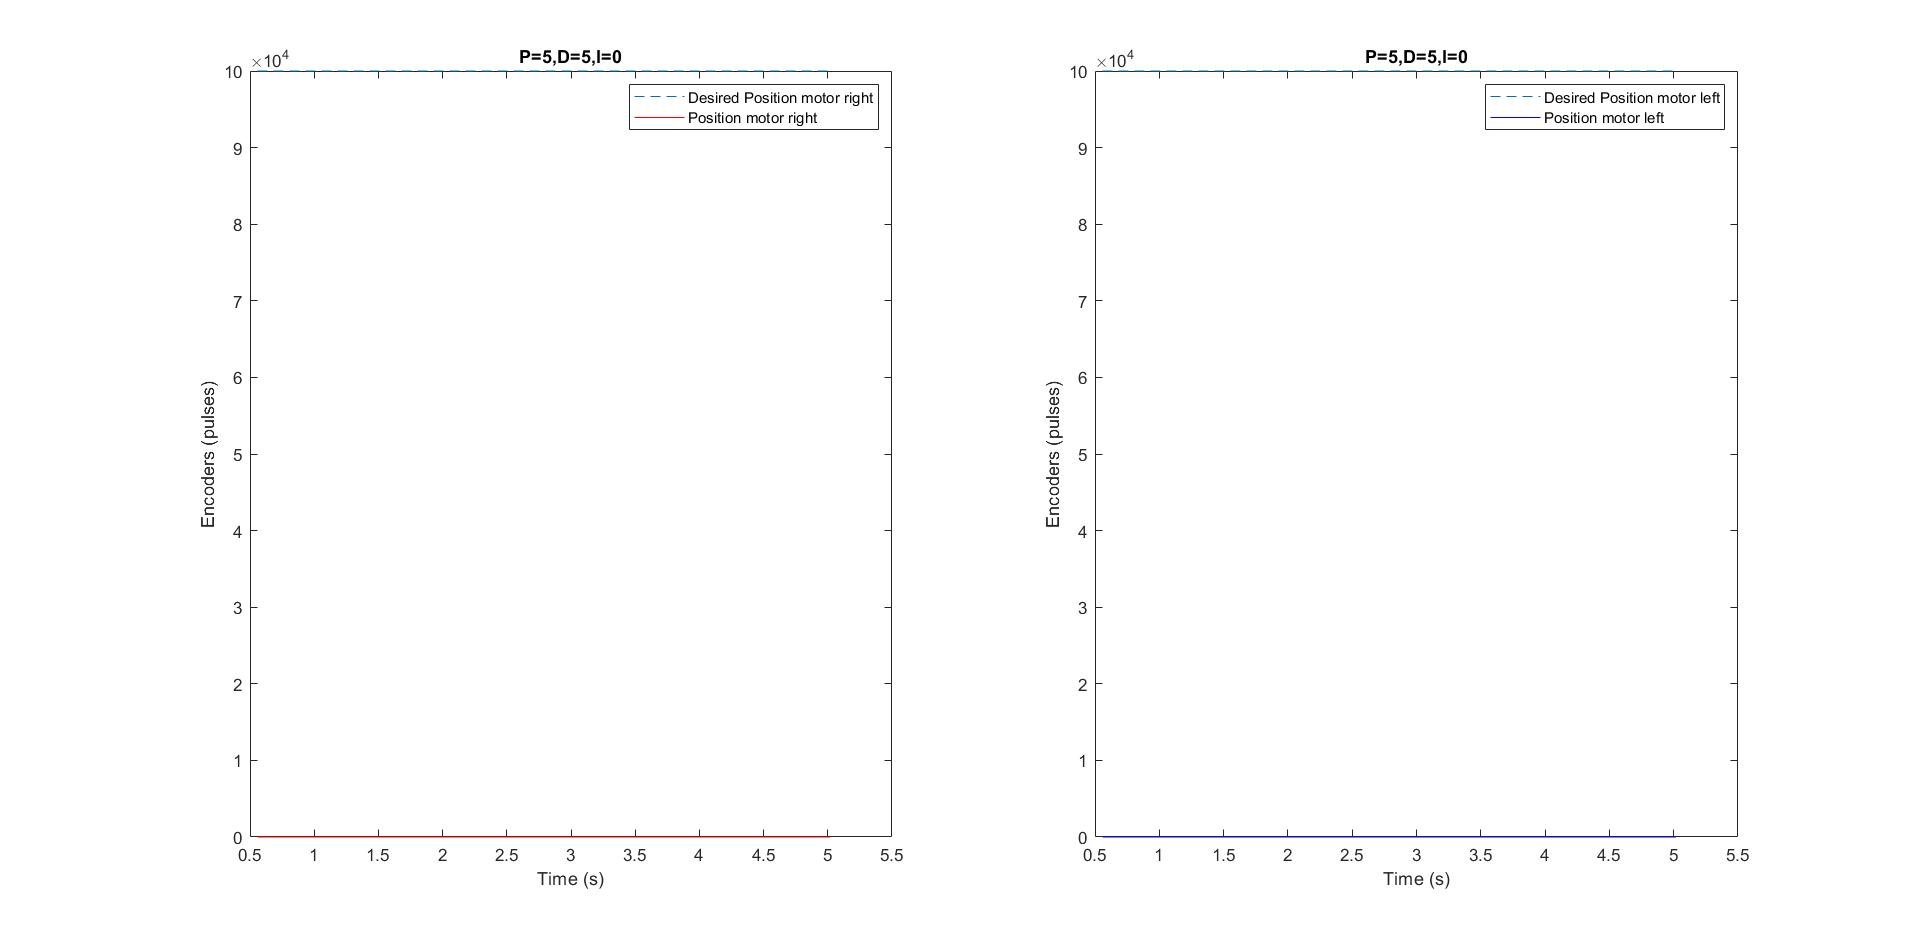 P=5,D=5,I=0
×10⁴
10
9
8
7
6
5
4
3
2
1
0
Encoders (pulses)
0.5 1 1.5 2 2.5 3 3.5 4 4.5 5 5.5
Time (s)
Desired Position motor right
Position motor right
P=5,D=5,I=0
×10⁴
10
9
8
7
6
5
4
3
2
1
0
Encoders (pulses)
0.5 1 1.5 2 2.5 3 3.5 4 4.5 5 5.5
Time (s)
Desired Position motor left
Position motor left